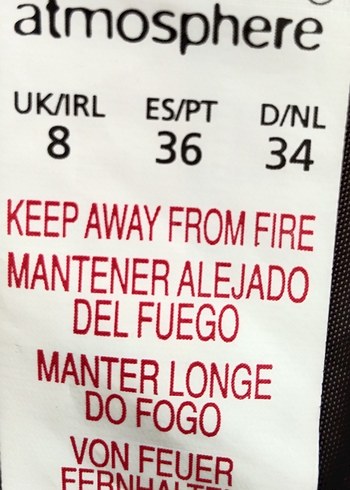 atmosphere
UK/IRL ES/PT D/NL
8 36 34
KEEP AWAY FROM FIRE
MANTENER ALEJADO
DEL FUEGO
MANTER LONGE
DO FOGO
VON FEUER
FERNHALTEN